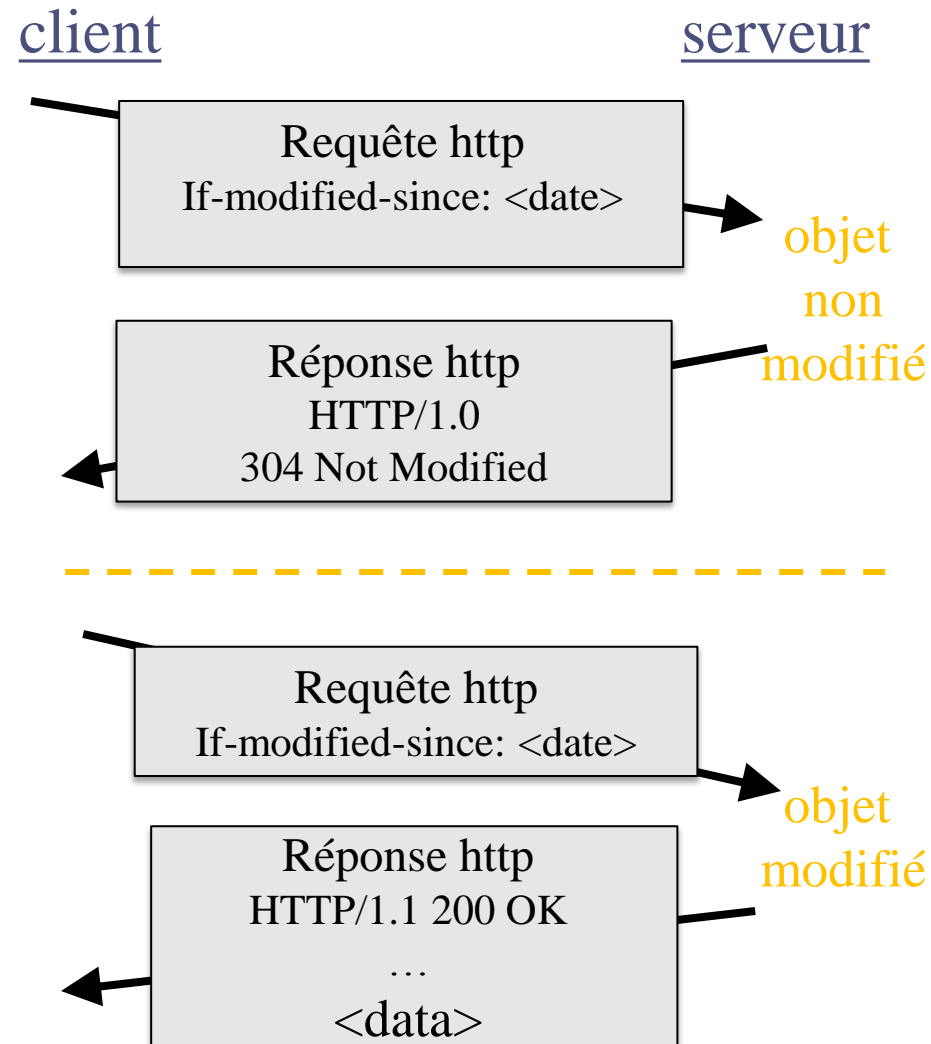 client
serveur
Requête http
If-modified-since: <date>
objet
non
modifié
Réponse http
HTTP/1.0
304 Not Modified
Requête http
If-modified-since: <date>
objet
modifié
Réponse http
HTTP/1.1 200 OK
…
<data>